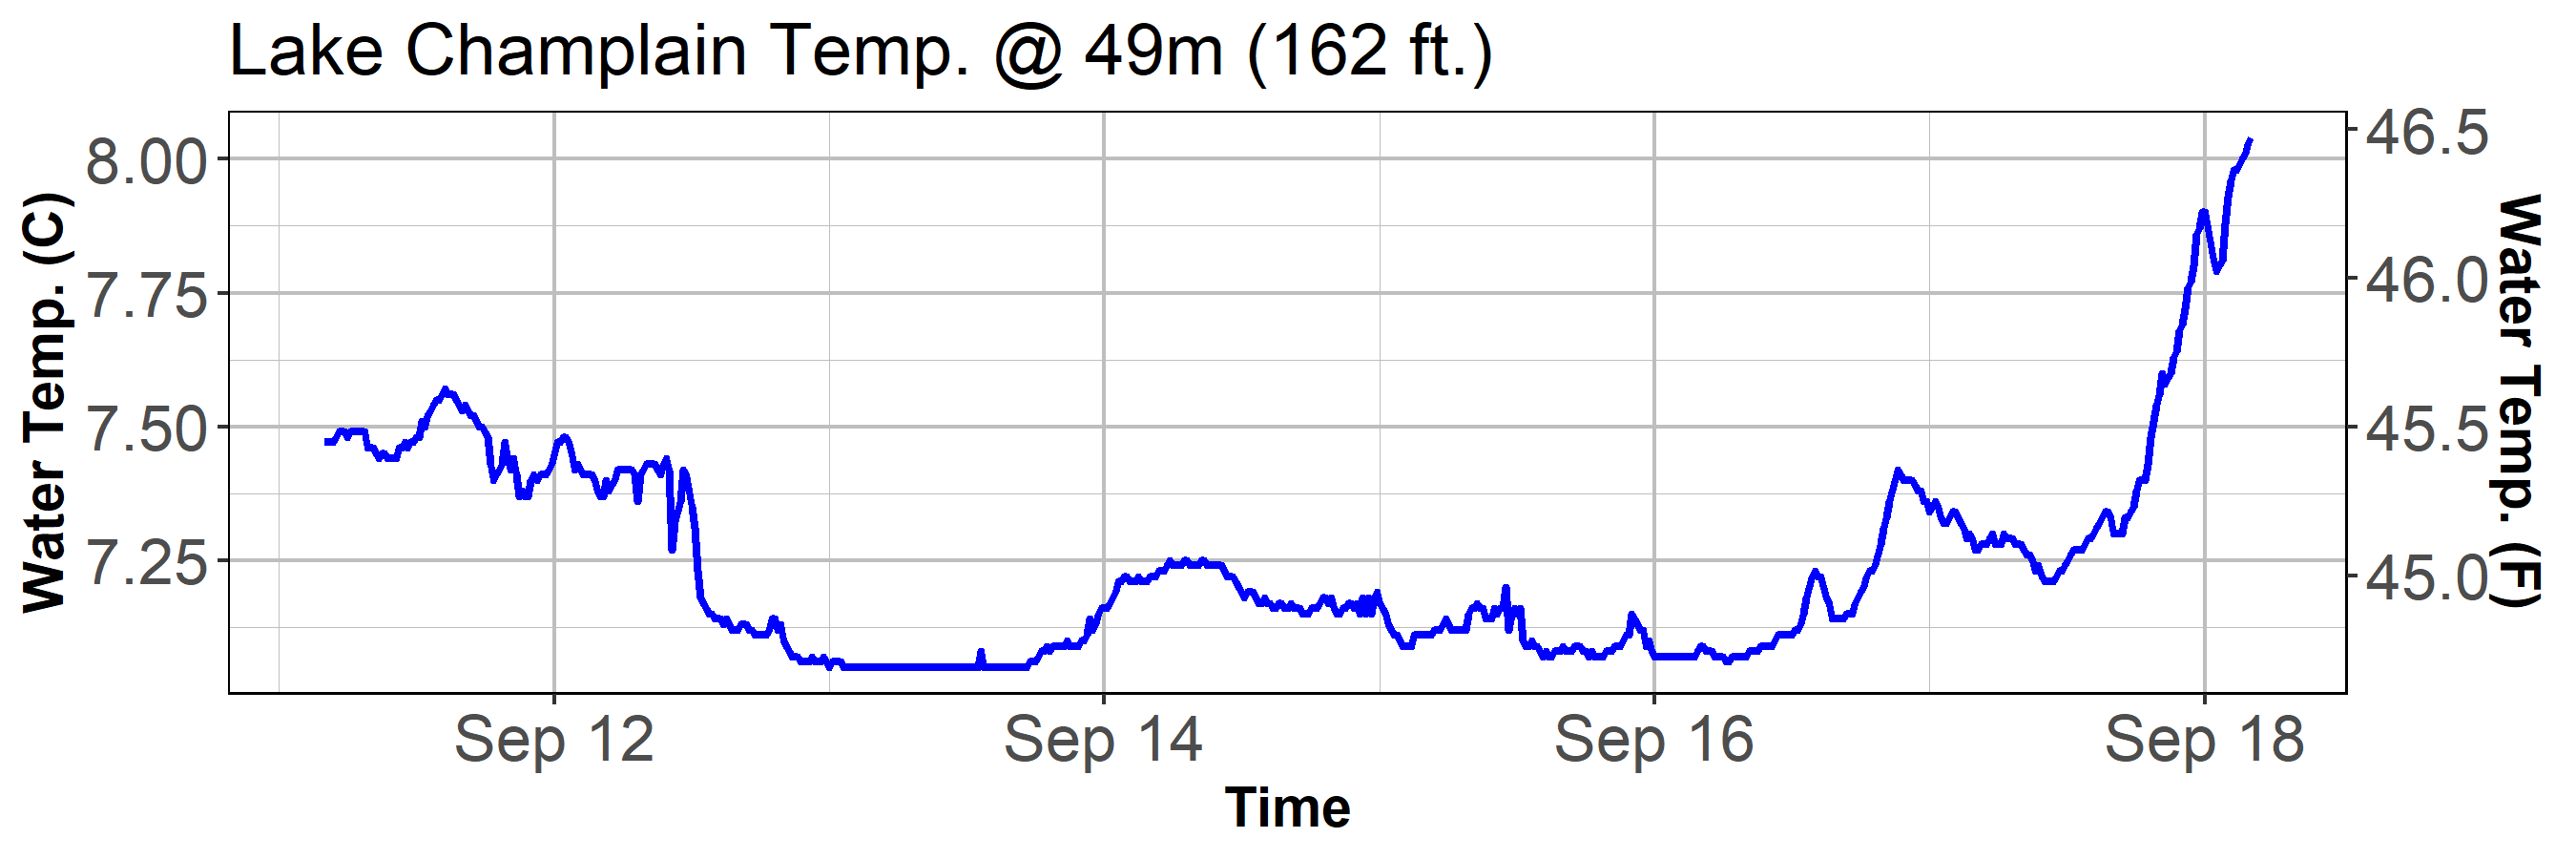 Lake Champlain Temp. @ 49m (162 ft.)
Water Temp. (C)
8.00
7.75
7.50
7.25
46.5
46.0
45.5
45.0
Water Temp. (F)
Sep 12
Sep 14
Sep 16
Sep 18
Time